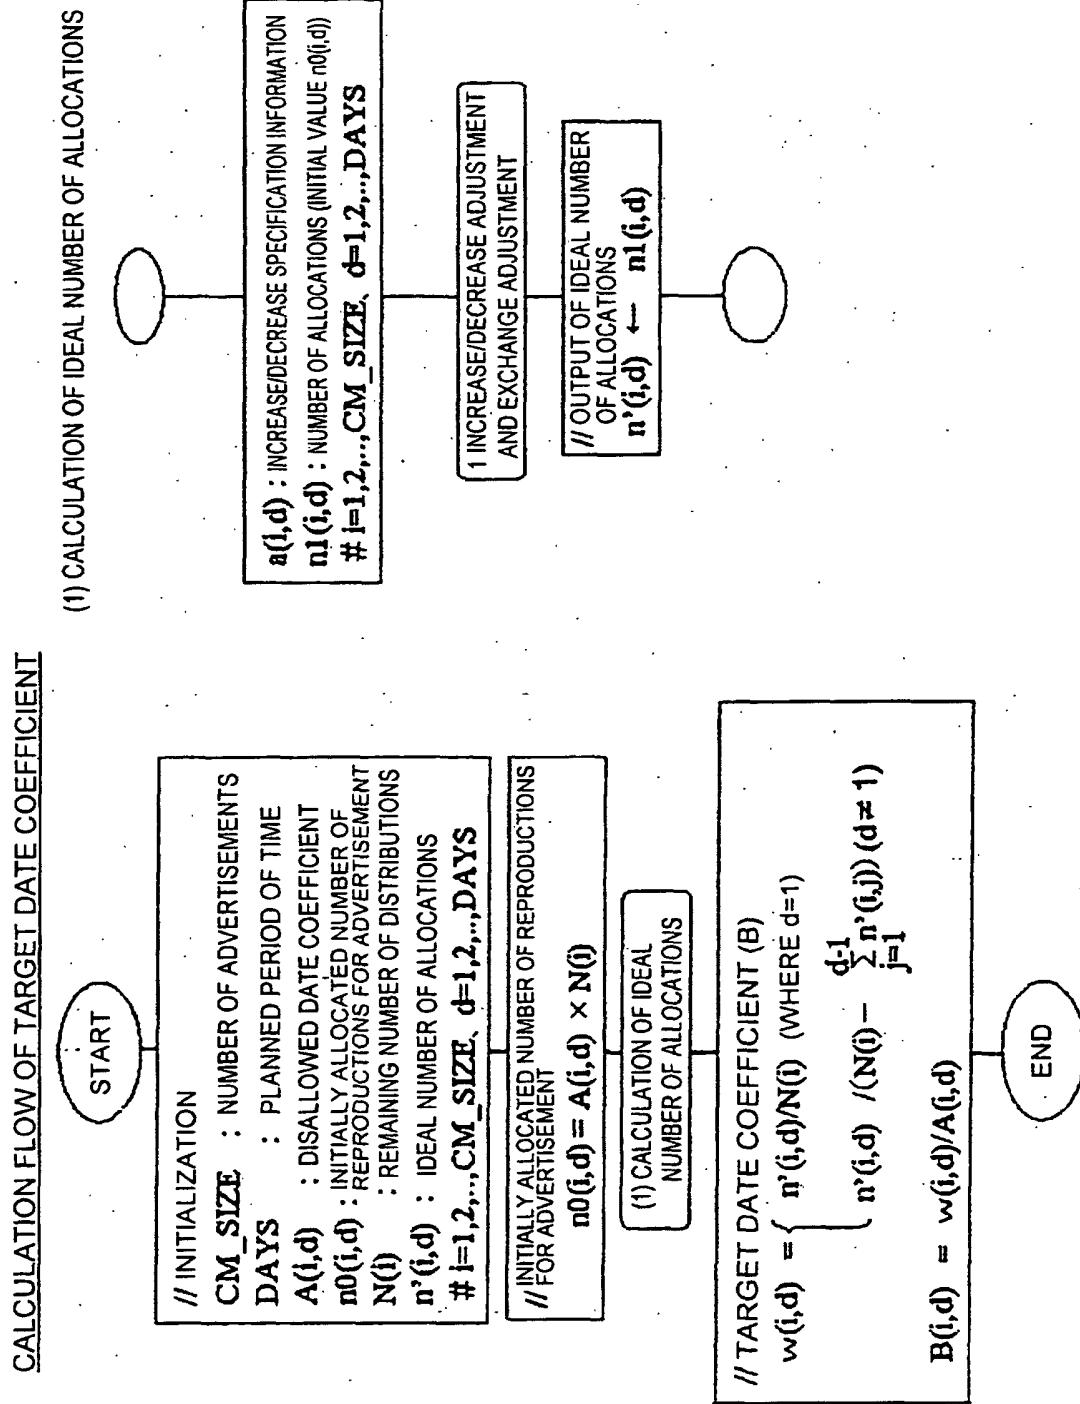 CALCULATION FLOW OF TARGET DATE COEFFICIENT
START
// INITIALIZATION
CM_SIZE : NUMBER OF ADVERTISEMENTS
DAYS : PLANNED PERIOD OF TIME
A(i,d) : DISALLOWED DATE COEFFICIENT
n0(i,d) : INITIALLY ALLOCATED NUMBER OF
REPRODUCTIONS FOR ADVERTISEMENT
N(i) : REMAINING NUMBER OF DISTRIBUTIONS
n'(i,d) : IDEAL NUMBER OF ALLOCATIONS
# i=1,2,..,CM_SIZE、d=1,2,..,DAYS
// INITIALLY ALLOCATED NUMBER OF REPRODUCTIONS
FOR ADVERTISEMENT
n0(i,d) = A(i,d) × N(i)
(1) CALCULATION OF IDEAL
NUMBER OF ALLOCATIONS
// TARGET DATE COEFFICIENT (B)
w(i,d) = { n'(i,d)/N(i) (WHERE d=1)
n'(i,d) /(N(i)− Σ_{j=1}^{d-1} n'(i,j)) (d≠1)
B(i,d) = w(i,d)/A(i,d)
END
(1) CALCULATION OF IDEAL NUMBER OF ALLOCATIONS
a(i,d) : INCREASE/DECREASE SPECIFICATION INFORMATION
n1(i,d) : NUMBER OF ALLOCATIONS (INITIAL VALUE n0(i,d))
# i=1,2,..,CM_SIZE、d=1,2,..,DAYS
1 INCREASE/DECREASE ADJUSTMENT
AND EXCHANGE ADJUSTMENT
// OUTPUT OF IDEAL NUMBER
OF ALLOCATIONS
n'(i,d) ← n1(i,d)